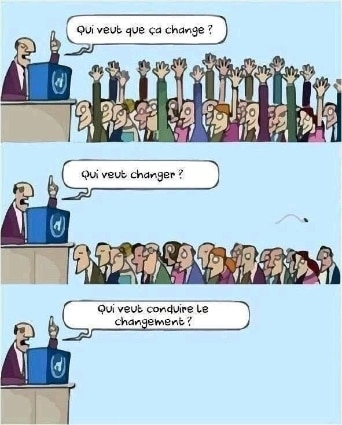 Qui veut que ça change ?
Qui veut changer ?
Qui veut conduire le
changement ?